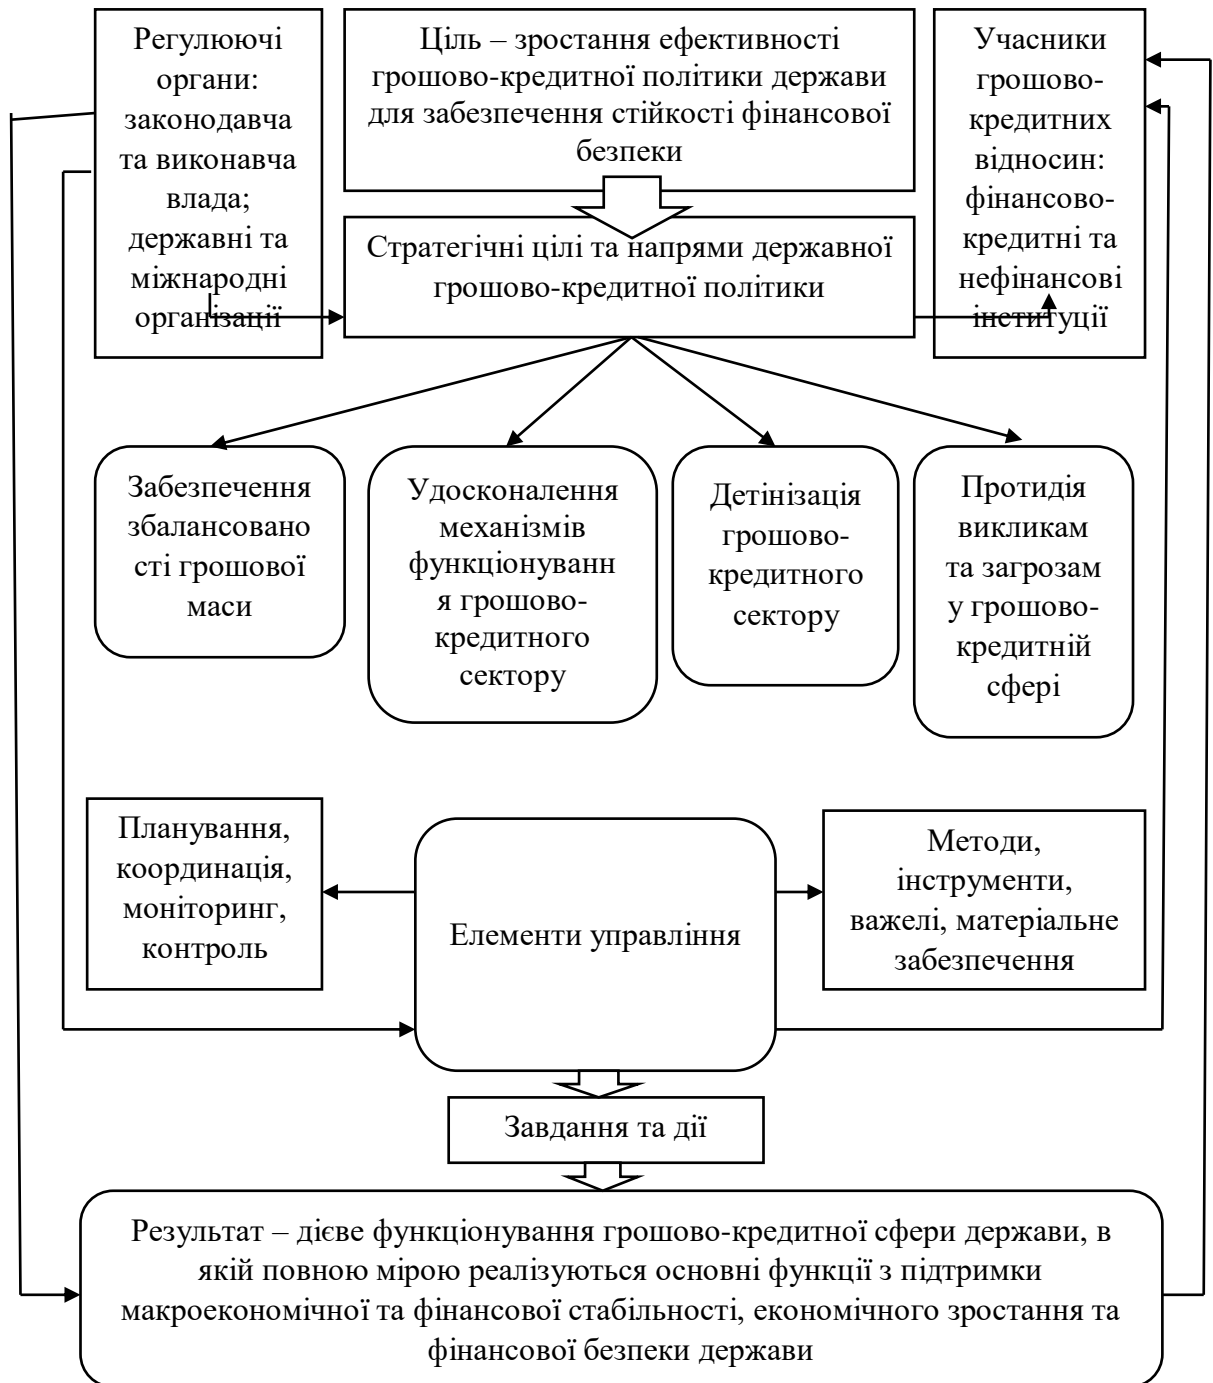 Регулюючі
органи:
законодавча
та виконавча
влада;
державні та
міжнародні
організації
Ціль – зростання ефективності
грошово-кредитної політики держави
для забезпечення стійкості фінансової
безпеки
Учасники
грошово-
кредитних
відносин:
фінансово-
кредитні та
нефінансові
інституції
Стратегічні цілі та напрями державної
грошово-кредитної політики
Забезпечення
збалансовано
сті грошової
маси
Удосконалення
механізмів
функціонуванн
я грошово-
кредитного
сектору
Детінізація
грошово-
кредитного
сектору
Протидія
викликам
та загрозам
у грошово-
кредитній
сфері
Планування,
координація,
моніторинг,
контроль
Елементи управління
Методи,
інструменти,
важелі, матеріальне
забезпечення
Завдання та дії
Результат – дієве функціонування грошово-кредитної сфери держави, в
якій повною мірою реалізуються основні функції з підтримки
макроекономічної та фінансової стабільності, економічного зростання та
фінансової безпеки держави